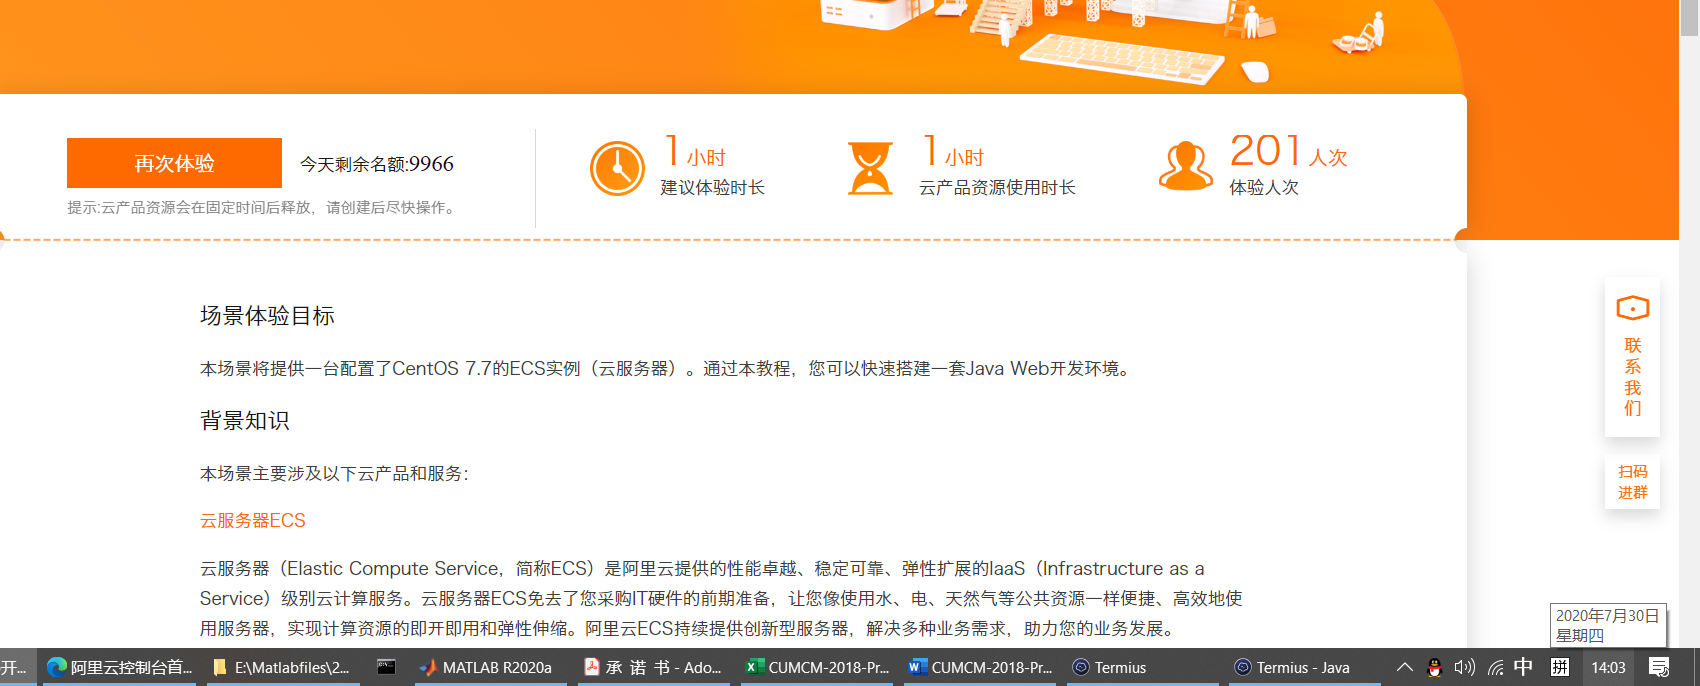 再次体验
今天剩余名额:9966
提示:云产品资源会在固定时间后释放，请创建后尽快操作。
1小时
建议体验时长
1小时
云产品资源使用时长
201人次
体验人次
场景体验目标
本场景将提供一台配置了CentOS 7.7的ECS实例（云服务器）。通过本教程，您可以快速搭建一套Java Web开发环境。
背景知识
本场景主要涉及以下云产品和服务：
云服务器ECS
云服务器（Elastic Compute Service，简称ECS）是阿里云提供的性能卓越、稳定可靠、弹性扩展的IaaS（Infrastructure as a
Service）级别云计算服务。云服务器ECS免去了您采购IT硬件的前期准备，让您像使用水、电、天然气等公共资源一样便捷、高效地使
用服务器，实现计算资源的即开即用和弹性伸缩。阿里云ECS持续提供创新型服务器，解决多种业务需求，助力您的业务发展。
联
系
我
们
扫码
进群
2020年7月30日
星期四
开...
阿里云控制台首...
E:\Matlabfiles\2...
MATLAB R2020a
承 诺 书 - Ado...
CUMCM-2018-Pr...
CUMCM-2018-Pr...
Termius
Termius - Java
中
拼
14:03